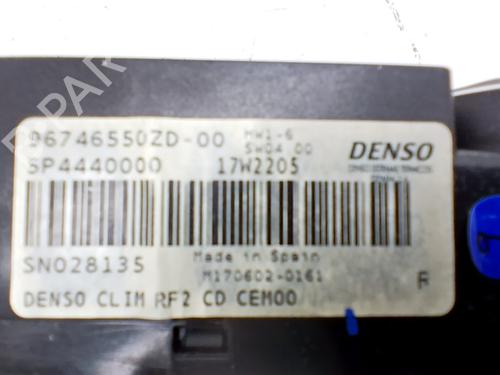 96746550ZD-00
HW1-6
SW04 00
SP4440000
17W2205
DENSO
SN028135
Made in Spain
M170602-0161
DENSO CLIM RF2 CD CEM00
R